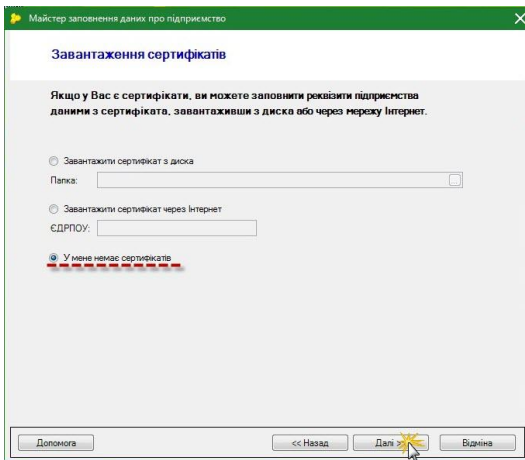 Майстер заповнення даних про підприємство
Завантаження сертифікатів
Якщо у Вас є сертифікати, ви можете заповнити реквізити підприємства
даними з сертифіката, завантаживши з диска або через мережу Інтернет.
Завантажити сертифікат з диска
Папка:
Завантажити сертифікат через Інтернет
ЄДРПОУ:
У мене немає сертифікатів
Допомога << Назад Далі >> Відміна